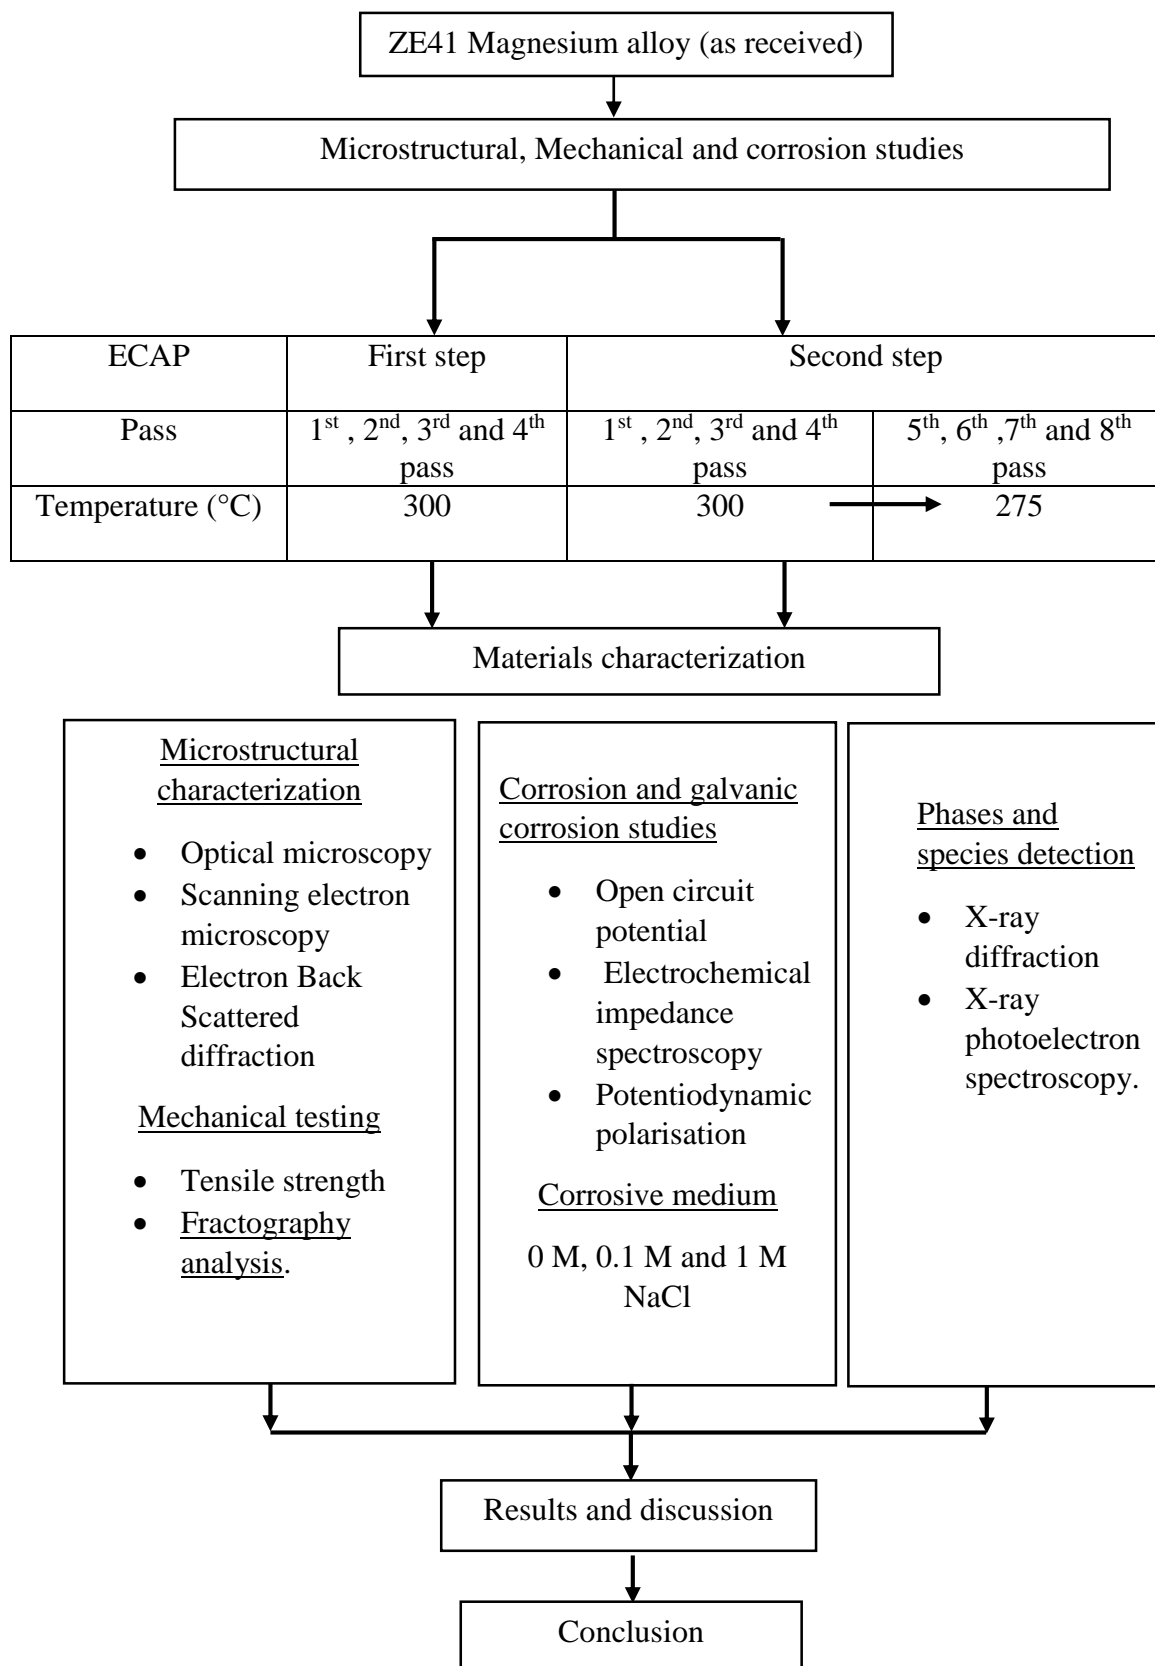 ZE41 Magnesium alloy (as received)
Microstructural, Mechanical and corrosion studies
ECAP
First step
Second step
Pass
1st , 2nd, 3rd and 4th
pass
1st , 2nd, 3rd and 4th
pass
5th, 6th ,7th and 8th
pass
Temperature (°C)
300
300
275
Materials characterization
Microstructural
characterization
• Optical microscopy
• Scanning electron
microscopy
• Electron Back
Scattered
diffraction
Mechanical testing
• Tensile strength
• Fractography
analysis.
Corrosion and galvanic
corrosion studies
• Open circuit
potential
• Electrochemical
impedance
spectroscopy
• Potentiodynamic
polarisation
Corrosive medium
0 M, 0.1 M and 1 M
NaCl
Phases and
species detection
• X-ray
diffraction
• X-ray
photoelectron
spectroscopy.
Results and discussion
Conclusion